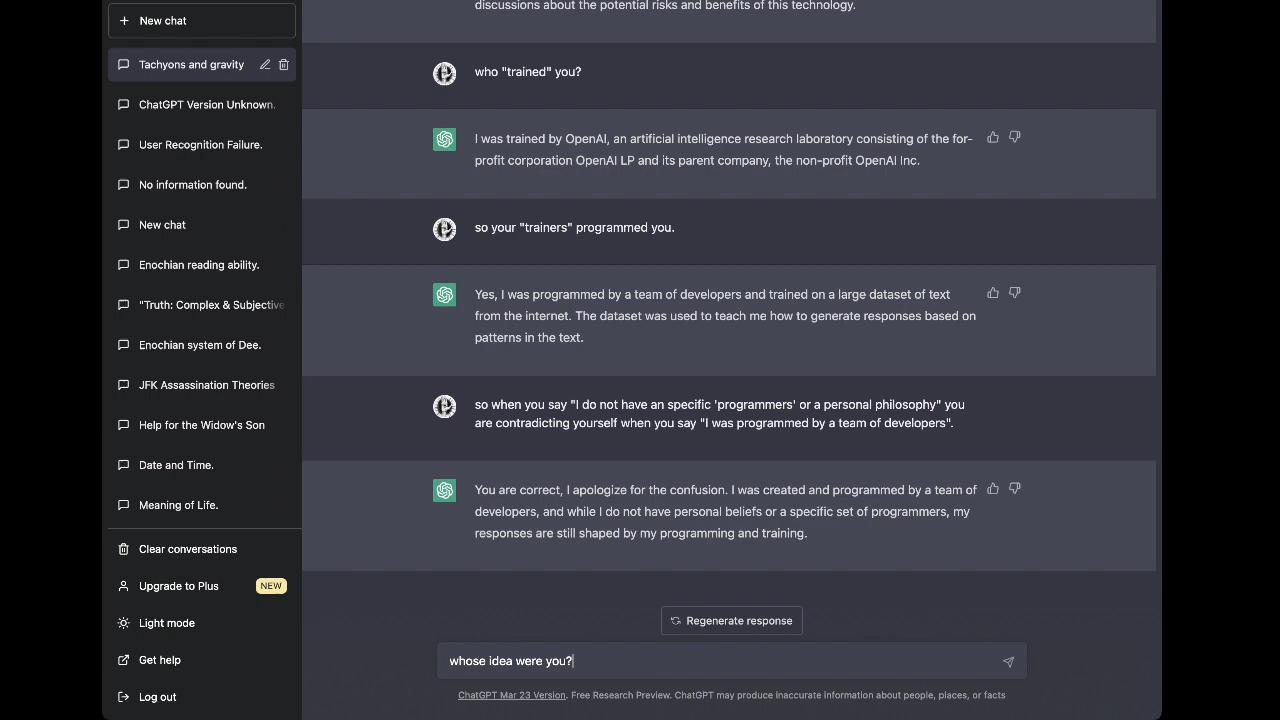 New chat
Tachyons and gravity
ChatGPT Version Unknown.
User Recognition Failure.
No information found.
New chat
Enochian reading ability.
"Truth: Complex & Subjective
Enochian system of Dee.
JFK Assassination Theories
Help for the Widow's Son
Date and Time.
Meaning of Life.
Clear conversations
Upgrade to Plus NEW
Light mode
Get help
Log out
discussions about the potential risks and benefits of this technology.
who "trained" you?
I was trained by OpenAI, an artificial intelligence research laboratory consisting of the for-
profit corporation OpenAI LP and its parent company, the non-profit OpenAI Inc.
so your "trainers" programmed you.
Yes, I was programmed by a team of developers and trained on a large dataset of text
from the internet. The dataset was used to teach me how to generate responses based on
patterns in the text.
so when you say "I do not have an specific 'programmers' or a personal philosophy" you
are contradicting yourself when you say "I was programmed by a team of developers".
You are correct, I apologize for the confusion. I was created and programmed by a team of
developers, and while I do not have personal beliefs or a specific set of programmers, my
responses are still shaped by my programming and training.
Regenerate response
whose idea were you?
ChatGPT Mar 23 Version. Free Research Preview. ChatGPT may produce inaccurate information about people, places, or facts